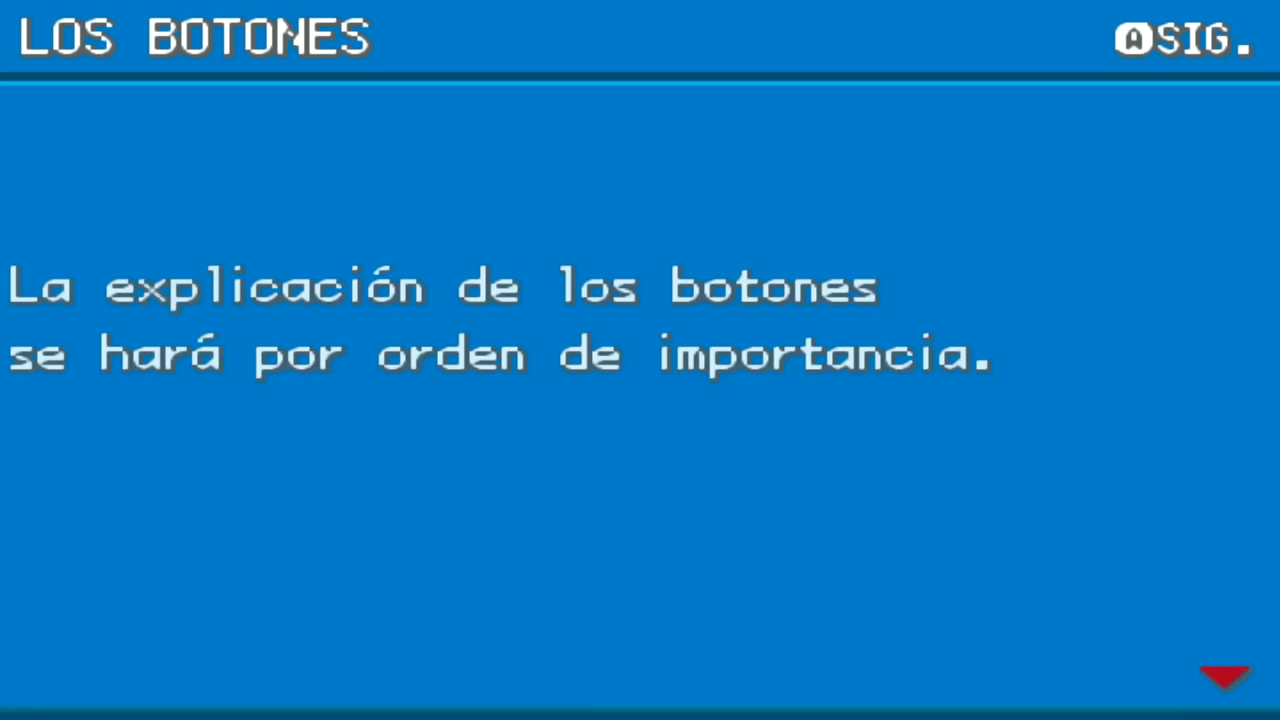 LOS BOTONES
ⒶSIG.
La explicación de los botones
se hará por orden de importancia.